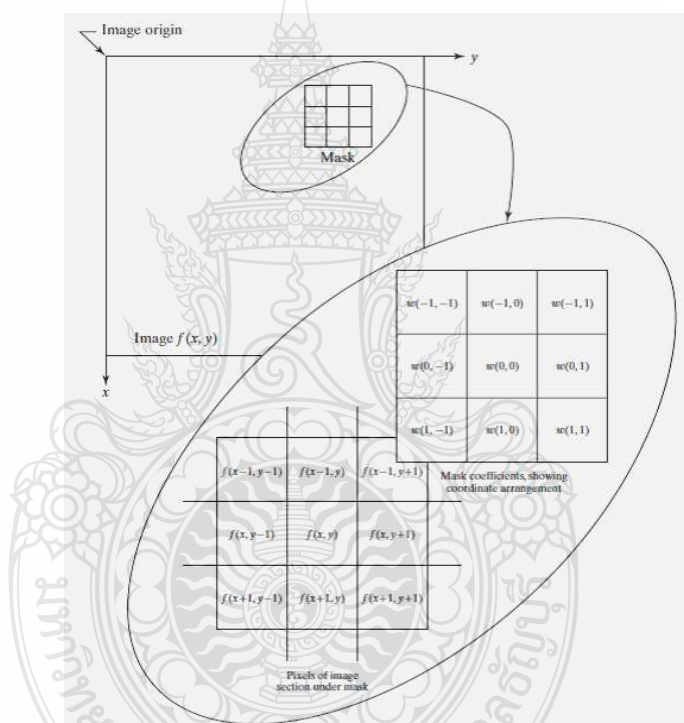 Image origin
y
Mask
w(−1, −1) w(−1, 0) w(−1, 1)
Image f(x, y)
w(0, −1) w(0, 0) w(0, 1)
x
w(1, −1) w(1, 0) w(1, 1)
f(x−1, y−1) f(x−1, y) f(x−1, y+1)
Mask coefficients, showing
coordinate arrangement
f(x, y−1) f(x, y) f(x, y+1)
f(x+1, y−1) f(x+1, y) f(x+1, y+1)
Pixels of image
section under mask